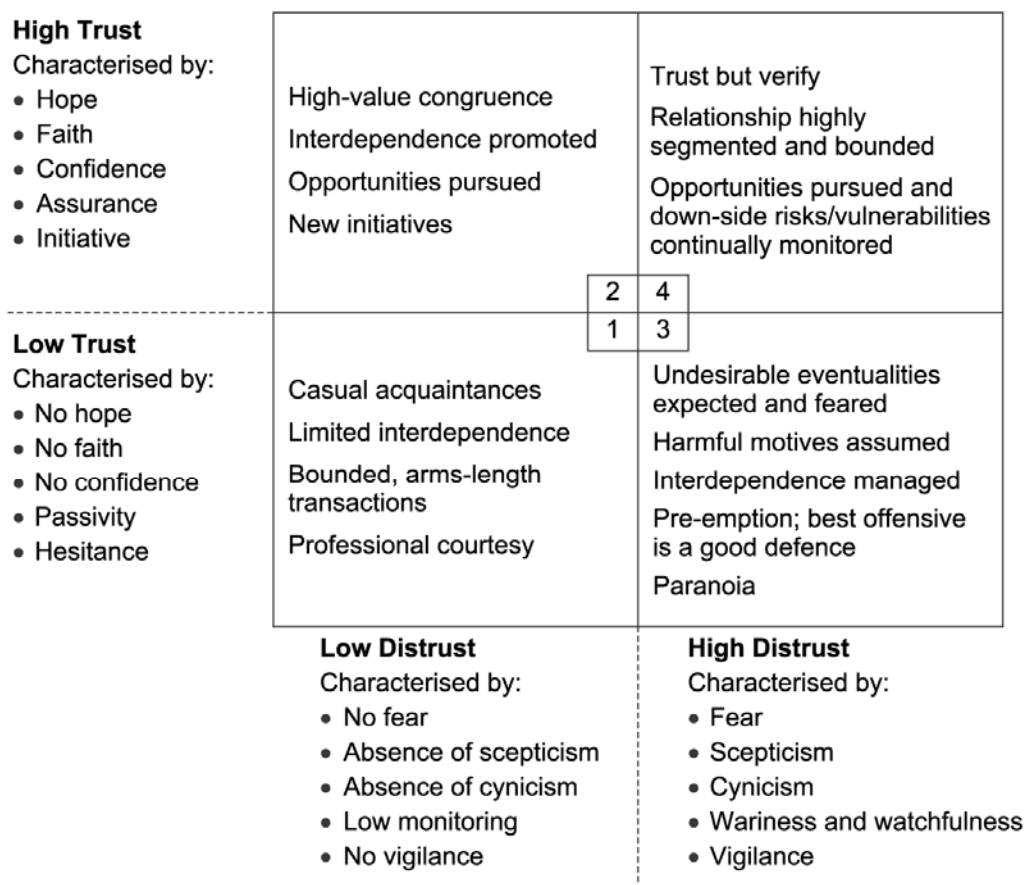 High Trust
Characterised by:
• Hope
• Faith
• Confidence
• Assurance
• Initiative
High-value congruence
Interdependence promoted
Opportunities pursued
New initiatives
Trust but verify
Relationship highly
segmented and bounded
Opportunities pursued and
down-side risks/vulnerabilities
continually monitored
2 4
1 3
Low Trust
Characterised by:
• No hope
• No faith
• No confidence
• Passivity
• Hesitance
Casual acquaintances
Limited interdependence
Bounded, arms-length
transactions
Professional courtesy
Undesirable eventualities
expected and feared
Harmful motives assumed
Interdependence managed
Pre-emption; best offensive
is a good defence
Paranoia
Low Distrust
Characterised by:
• No fear
• Absence of scepticism
• Absence of cynicism
• Low monitoring
• No vigilance
High Distrust
Characterised by:
• Fear
• Scepticism
• Cynicism
• Wariness and watchfulness
• Vigilance